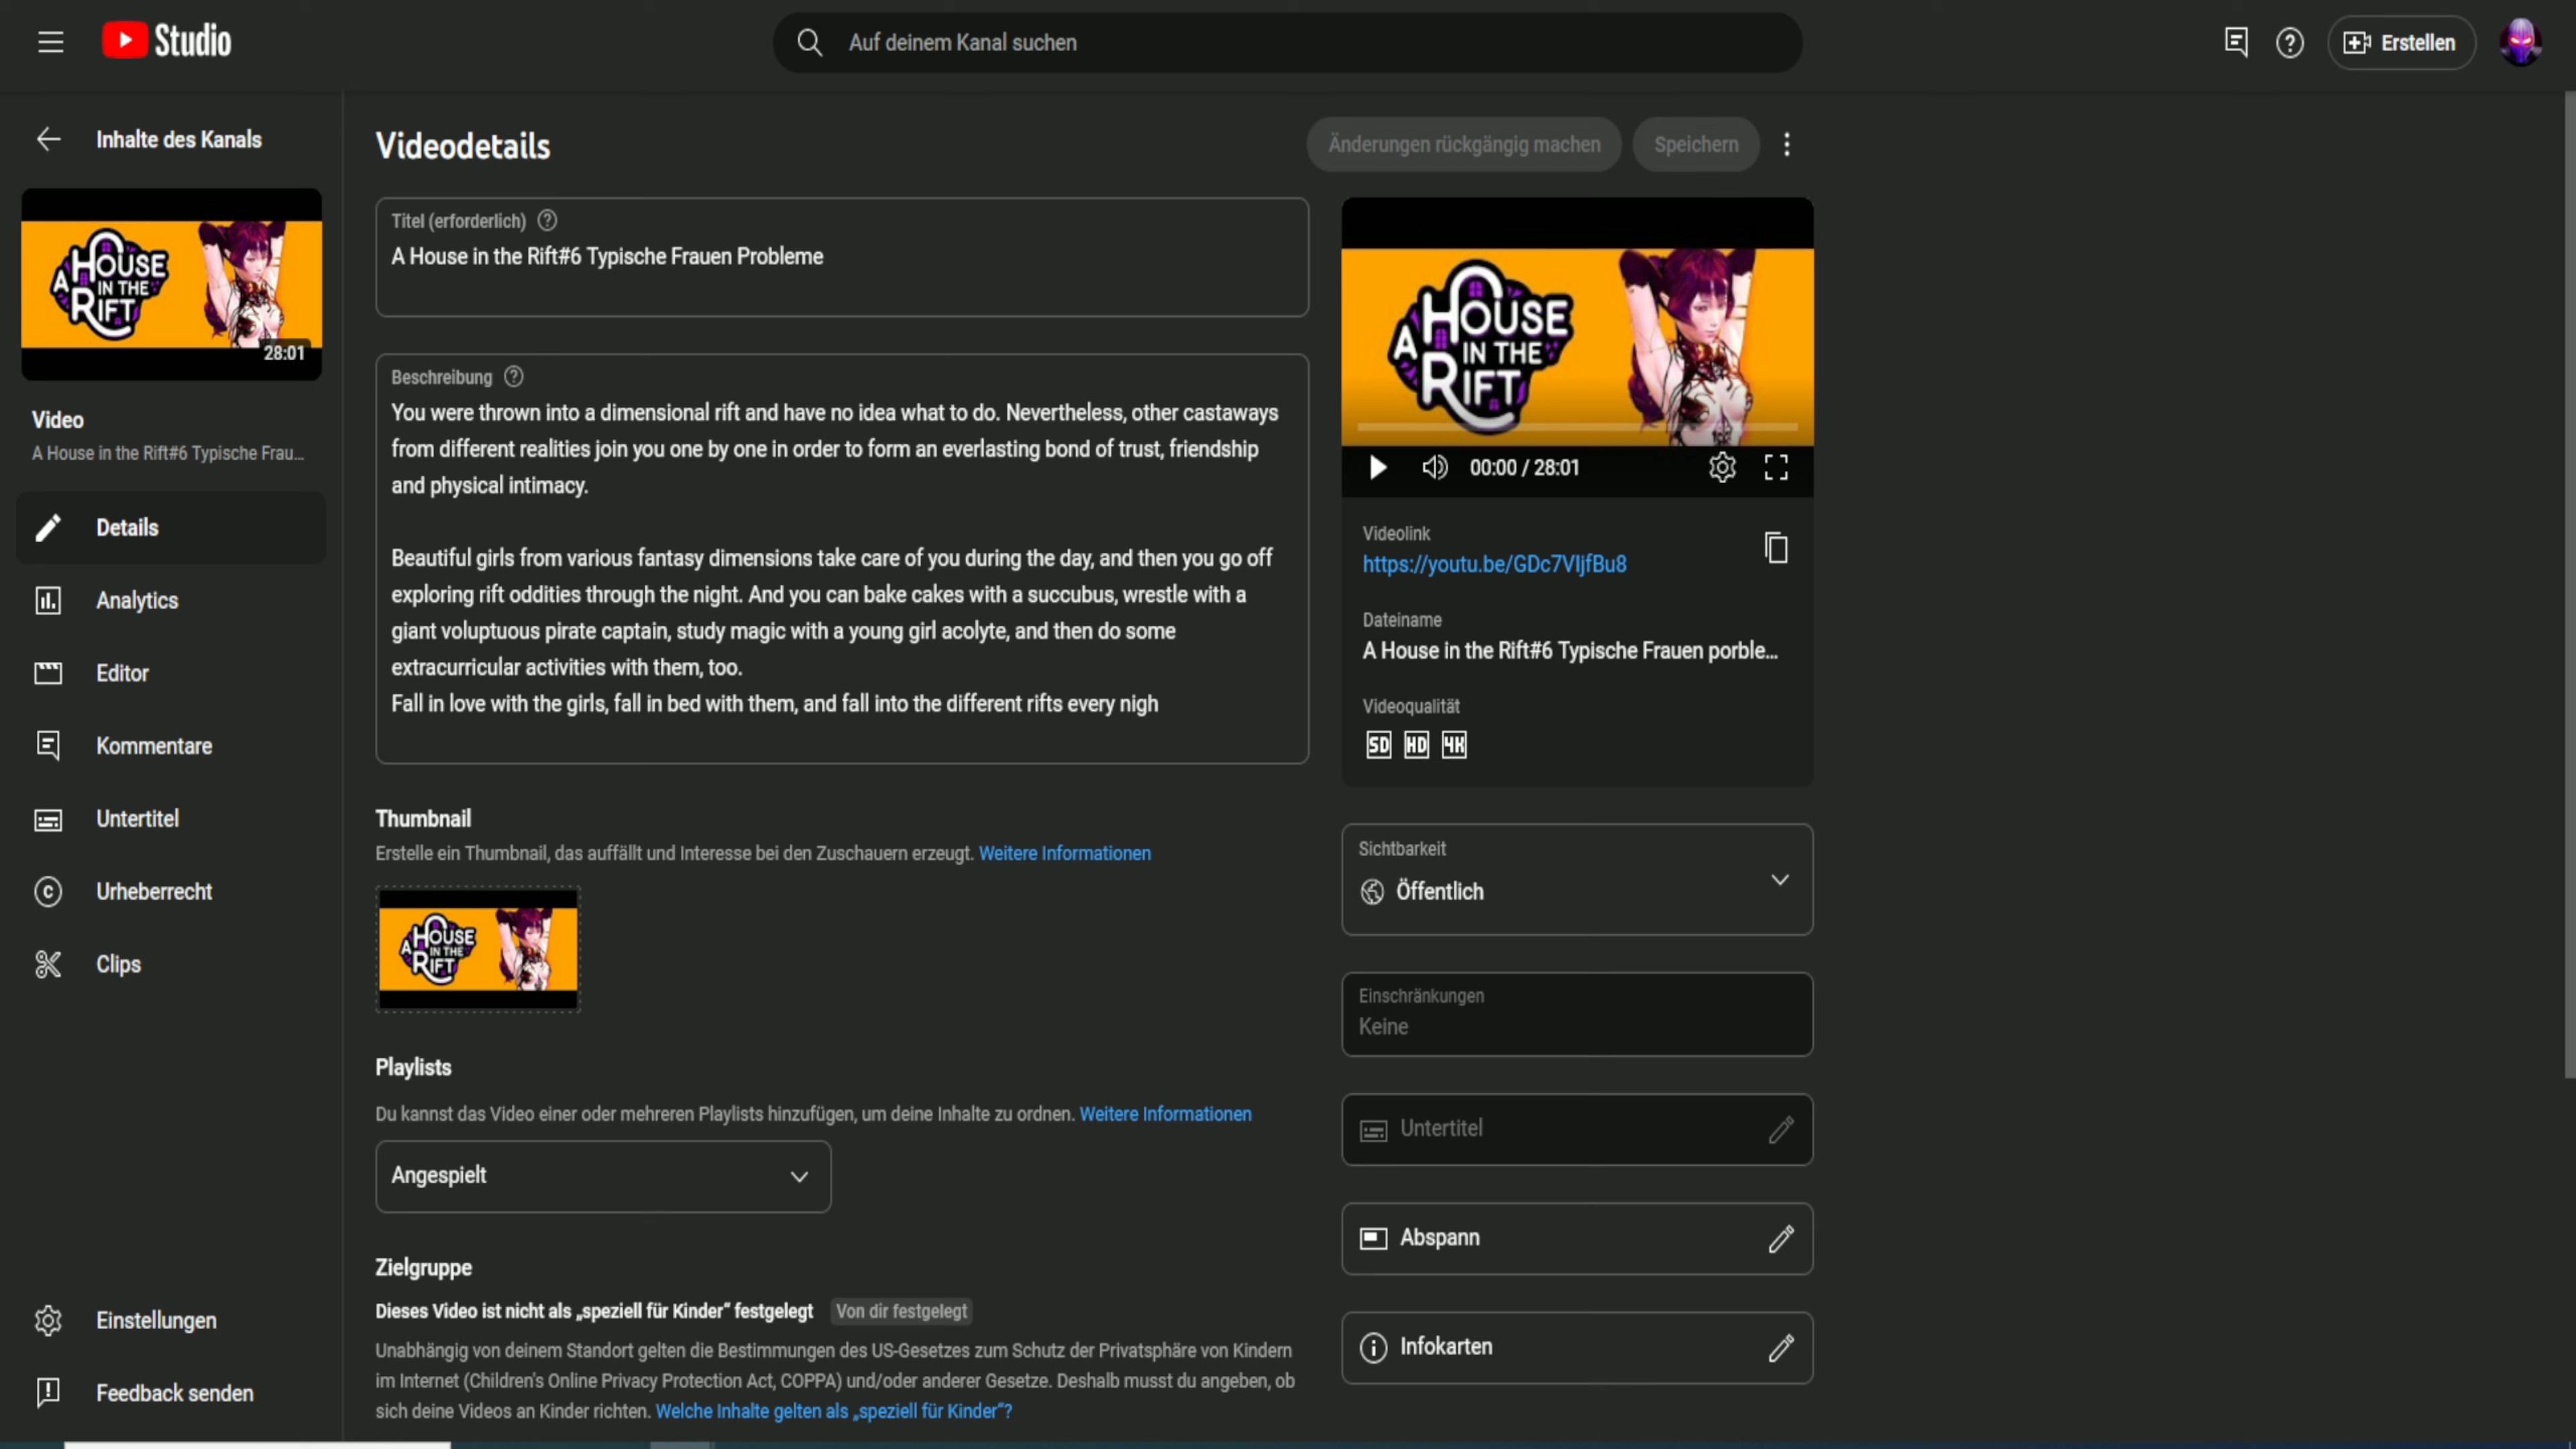 Studio
Auf deinem Kanal suchen
Erstellen
Inhalte des Kanals
A HOUSE
IN THE
RIFT
28:01
Video
A House in the Rift#6 Typische Frau...
Details
Analytics
Editor
Kommentare
Untertitel
Urheberrecht
Clips
Einstellungen
Feedback senden
Videodetails
Änderungen rückgängig machen
Speichern
Titel (erforderlich)
A House in the Rift#6 Typische Frauen Probleme
Beschreibung
You were thrown into a dimensional rift and have no idea what to do. Nevertheless, other castaways
from different realities join you one by one in order to form an everlasting bond of trust, friendship
and physical intimacy.
Beautiful girls from various fantasy dimensions take care of you during the day, and then you go off
exploring rift oddities through the night. And you can bake cakes with a succubus, wrestle with a
giant voluptuous pirate captain, study magic with a young girl acolyte, and then do some
extracurricular activities with them, too.
Fall in love with the girls, fall in bed with them, and fall into the different rifts every nigh
Thumbnail
Erstelle ein Thumbnail, das auffällt und Interesse bei den Zuschauern erzeugt. Weitere Informationen
A HOUSE
IN THE
RIFT
Playlists
Du kannst das Video einer oder mehreren Playlists hinzufügen, um deine Inhalte zu ordnen. Weitere Informationen
Angespielt
Zielgruppe
Dieses Video ist nicht als „speziell für Kinder“ festgelegt Von dir festgelegt
Unabhängig von deinem Standort gelten die Bestimmungen des US-Gesetzes zum Schutz der Privatsphäre von Kindern
im Internet (Children's Online Privacy Protection Act, COPPA) und/oder anderer Gesetze. Deshalb musst du angeben, ob
sich deine Videos an Kinder richten. Welche Inhalte gelten als „speziell für Kinder“?
A HOUSE
IN THE
RIFT
00:00 / 28:01
Videolink
https://youtu.be/GDc7VIjfBu8
Dateiname
A House in the Rift#6 Typische Frauen porble...
Videoqualität
SD HD 4K
Sichtbarkeit
Öffentlich
Einschränkungen
Keine
Untertitel
Abspann
Infokarten